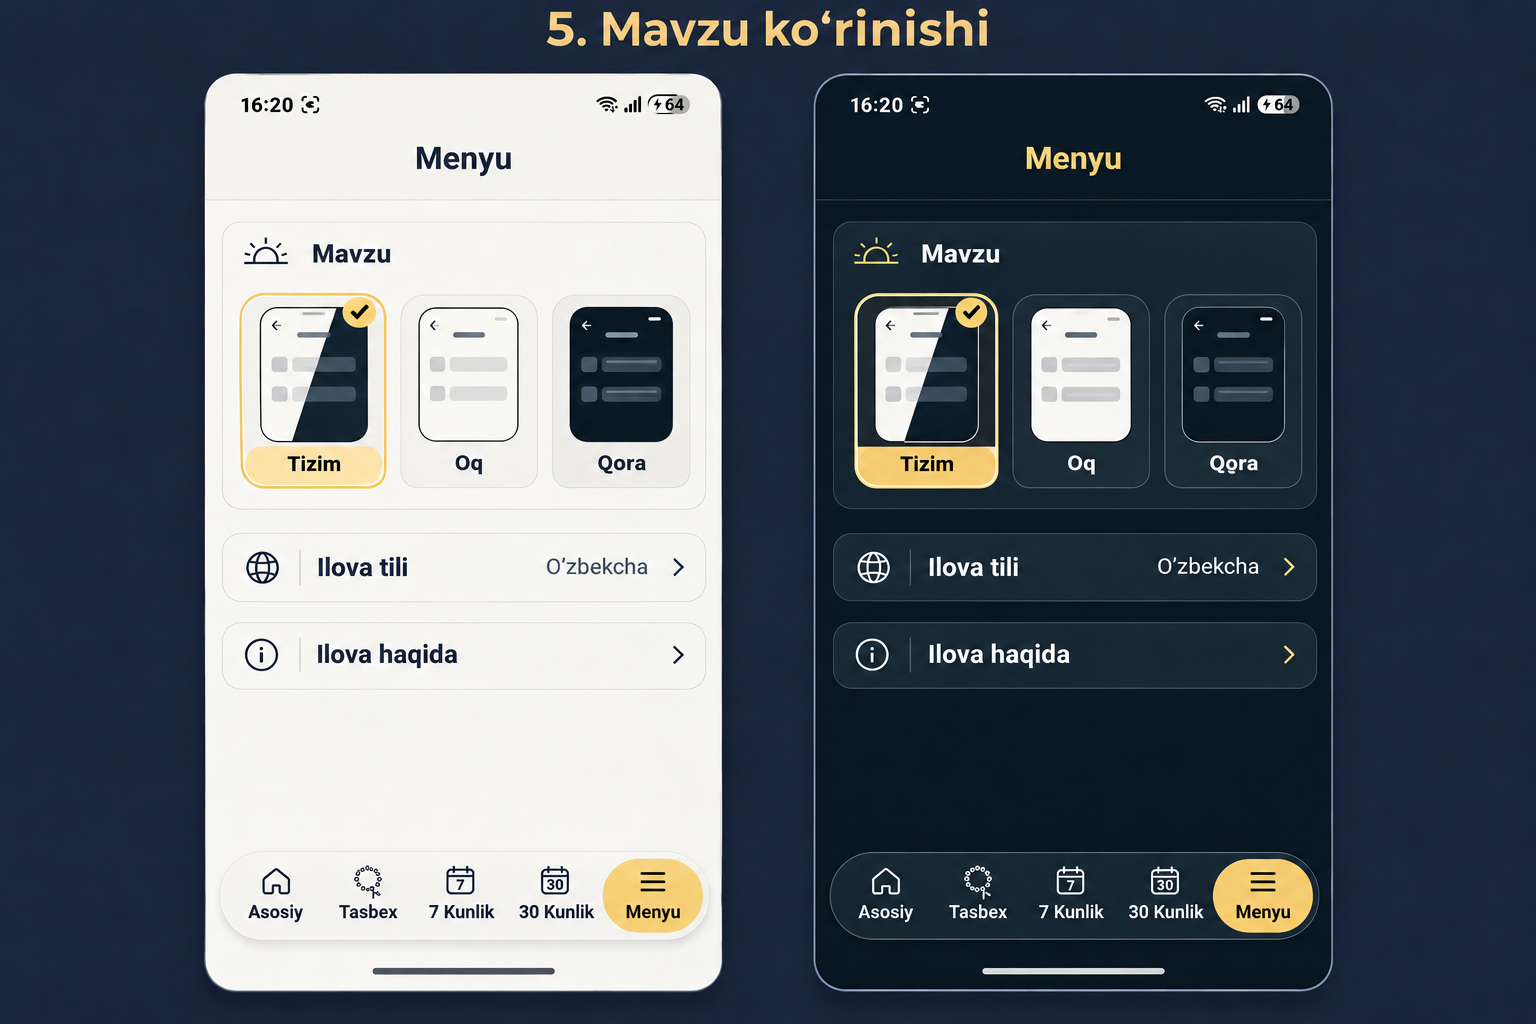 5. Mavzu ko‘rinishi
16:20
64
Menyu
Mavzu
Tizim
Oq
Qora
Ilova tili
O’zbekcha
Ilova haqida
7
30
Asosiy
Tasbex
7 Kunlik
30 Kunlik
Menyu
16:20
64
Menyu
Mavzu
Tizim
Oq
Qora
Ilova tili
O’zbekcha
Ilova haqida
7
30
Asosiy
Tasbex
7 Kunlik
30 Kunlik
Menyu